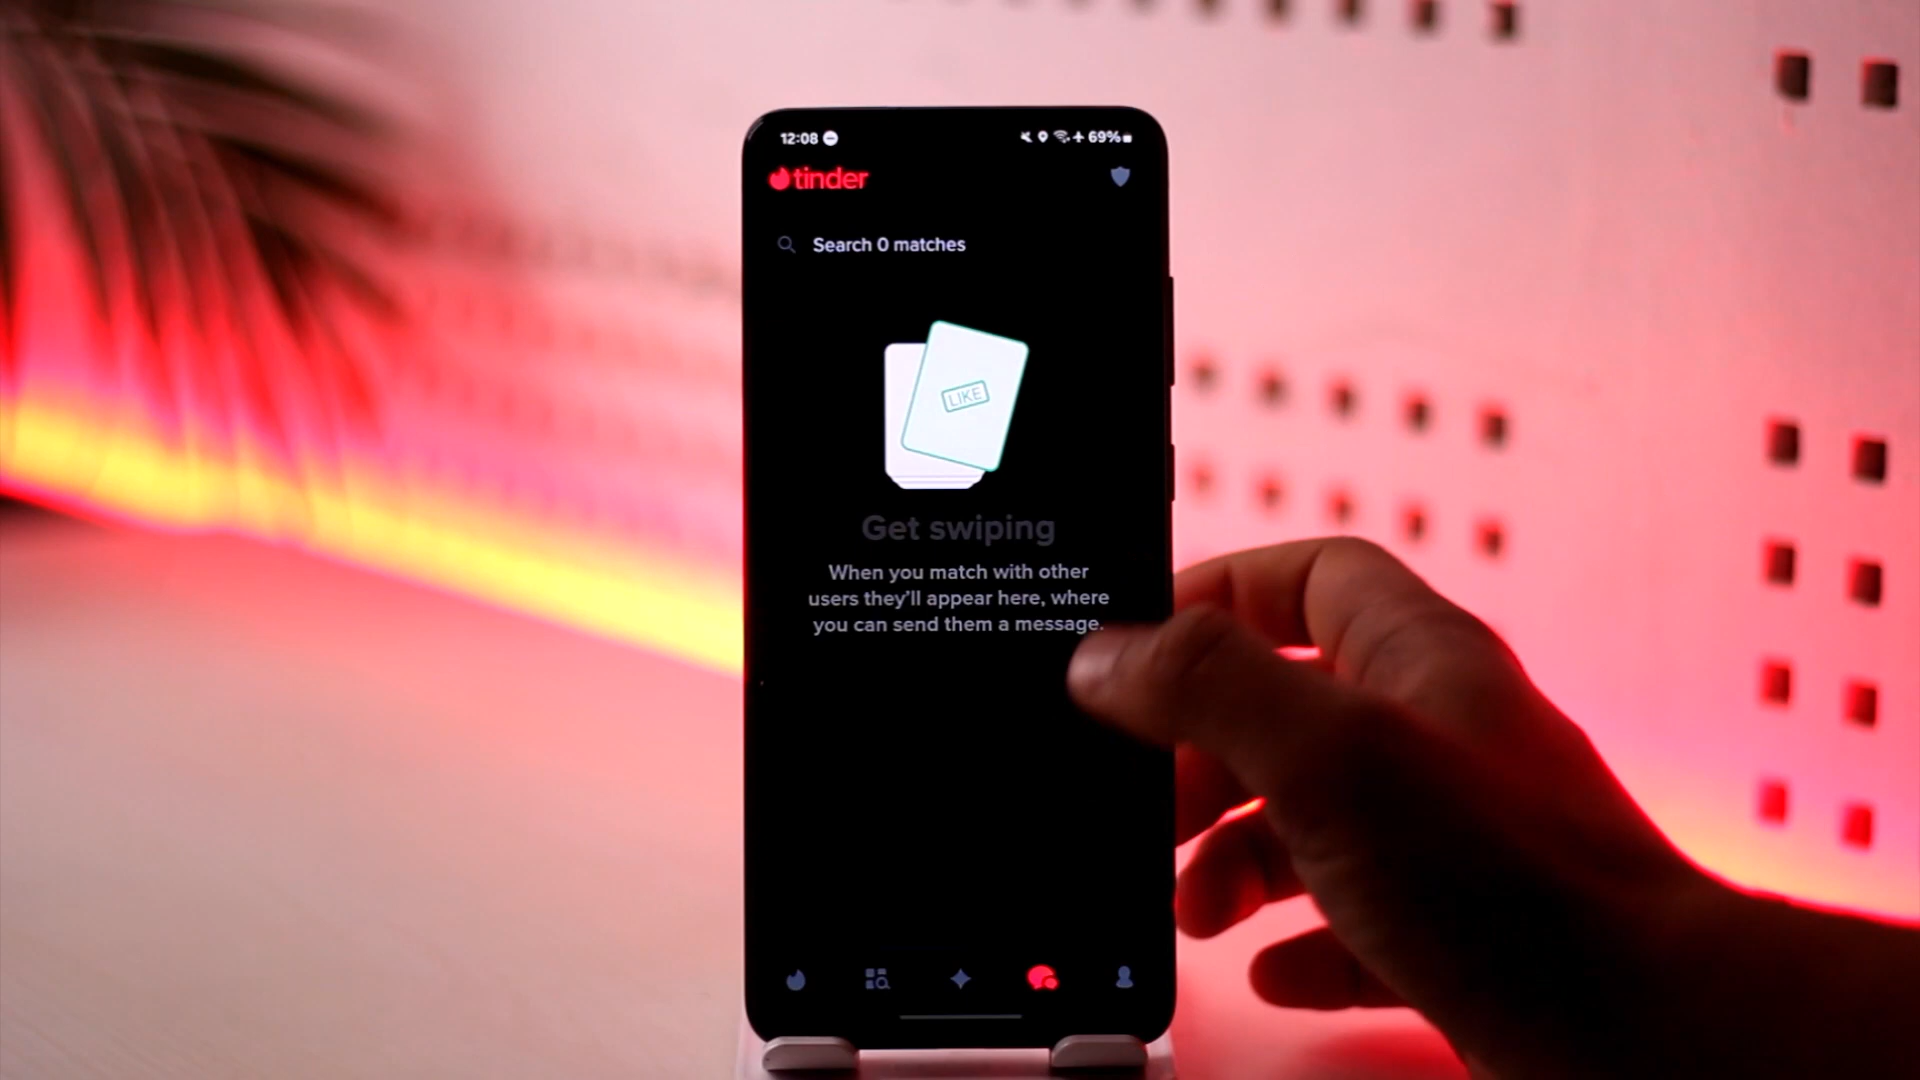 12:08
69%
tinder
Search 0 matches
LIKE
Get swiping
When you match with other
users they'll appear here, where
you can send them a message.